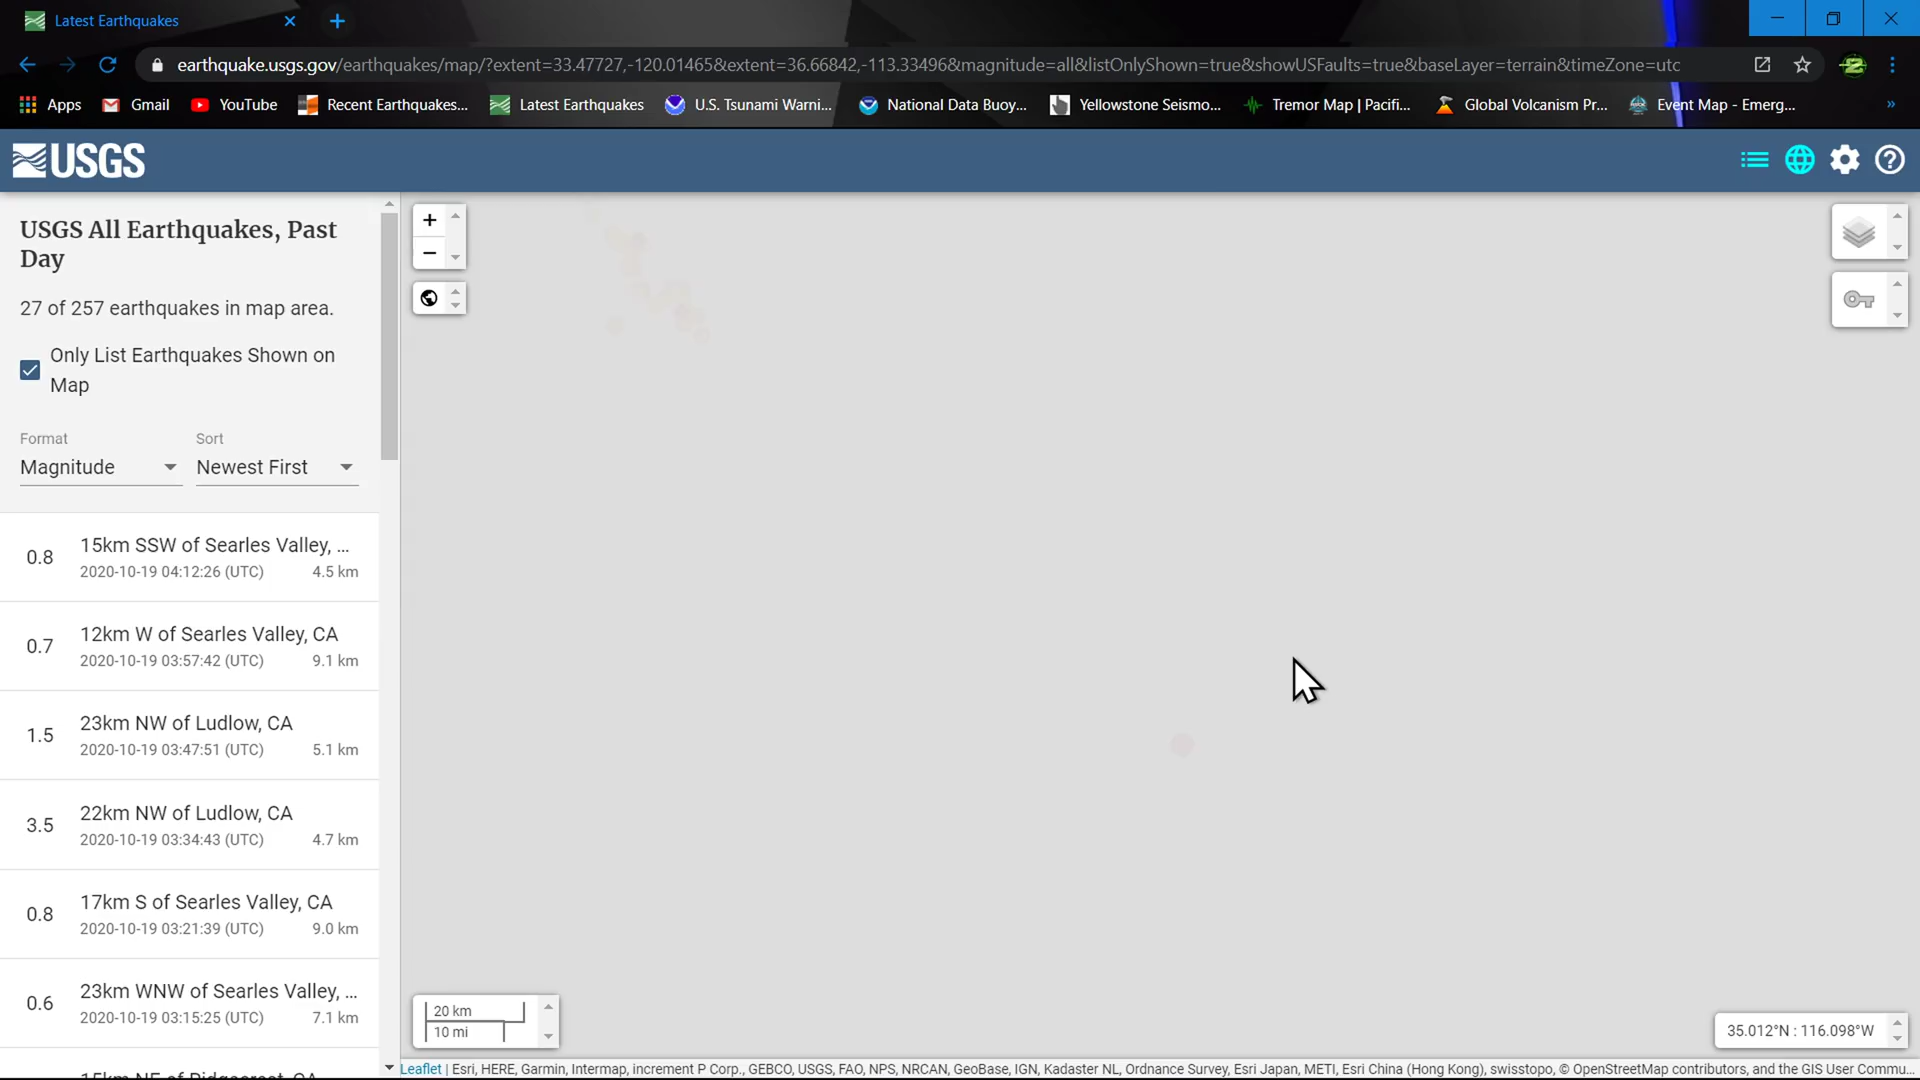 Latest Earthquakes
earthquake.usgs.gov/earthquakes/map/?extent=33.47727,-120.01465&extent=36.66842,-113.33496&magnitude=all&listOnlyShown=true&showUSFaults=true&baseLayer=terrain&timeZone=utc
Apps Gmail YouTube Recent Earthquakes... Latest Earthquakes U.S. Tsunami Warni... National Data Buoy... Yellowstone Seismo... Tremor Map | Pacifi... Global Volcanism Pr... Event Map - Emerg... »
USGS
USGS All Earthquakes, Past
Day
27 of 257 earthquakes in map area.
Only List Earthquakes Shown on
Map
Format Sort
Magnitude Newest First
0.8 15km SSW of Searles Valley, ...
2020-10-19 04:12:26 (UTC) 4.5 km
0.7 12km W of Searles Valley, CA
2020-10-19 03:57:42 (UTC) 9.1 km
1.5 23km NW of Ludlow, CA
2020-10-19 03:47:51 (UTC) 5.1 km
3.5 22km NW of Ludlow, CA
2020-10-19 03:34:43 (UTC) 4.7 km
0.8 17km S of Searles Valley, CA
2020-10-19 03:21:39 (UTC) 9.0 km
0.6 23km WNW of Searles Valley, ...
2020-10-19 03:15:25 (UTC) 7.1 km
15km NE of Ridgecrest, CA
20 km
10 mi
35.012°N : 116.098°W
Leaflet | Esri, HERE, Garmin, Intermap, increment P Corp., GEBCO, USGS, FAO, NPS, NRCAN, GeoBase, IGN, Kadaster NL, Ordnance Survey, Esri Japan, METI, Esri China (Hong Kong), swisstopo, © OpenStreetMap contributors, and the GIS User Commu...